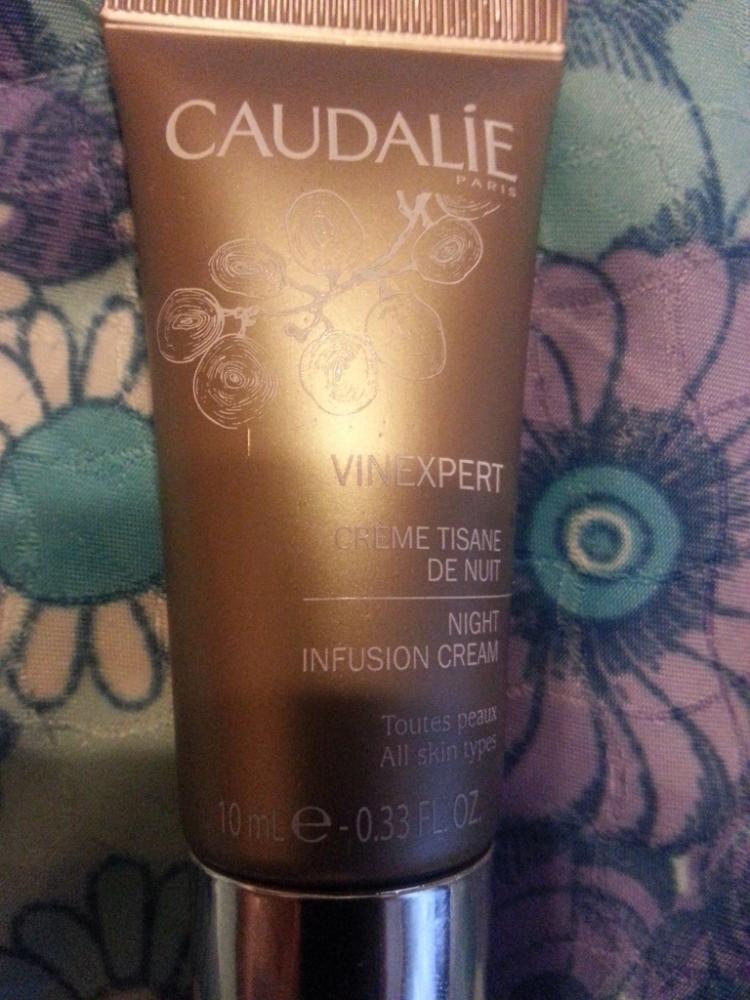 CAUDALÍE
PARIS
VINEXPERT
CRÈME TISANE
DE NUIT
NIGHT
INFUSION CREAM
Toutes peaux
All skin types
10 mL e - 0.33 FL. OZ.